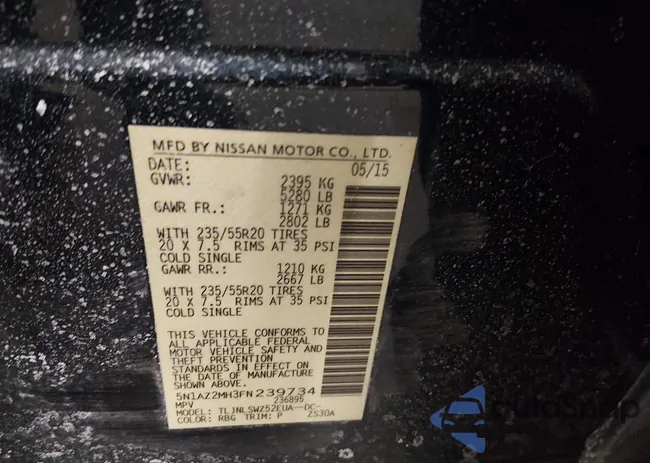 MFD BY NISSAN MOTOR CO., LTD.
DATE: 05/15
GVWR: 2395 KG
5280 LB
GAWR FR.: 1271 KG
2802 LB
WITH 235/55R20 TIRES
20 X 7.5 RIMS AT 35 PSI
COLD SINGLE
GAWR RR.: 1210 KG
2667 LB
WITH 235/55R20 TIRES
20 X 7.5 RIMS AT 35 PSI
COLD SINGLE
THIS VEHICLE CONFORMS TO
ALL APPLICABLE FEDERAL
MOTOR VEHICLE SAFETY AND
THEFT PREVENTION
STANDARDS IN EFFECT ON
THE DATE OF MANUFACTURE
SHOWN ABOVE.
5N1AZ2MH3FN239734
MPV 236895
TLJNLSWZ52EUA--DC-
COLOR: RBG TRIM: P ZS30A
AutoSnap